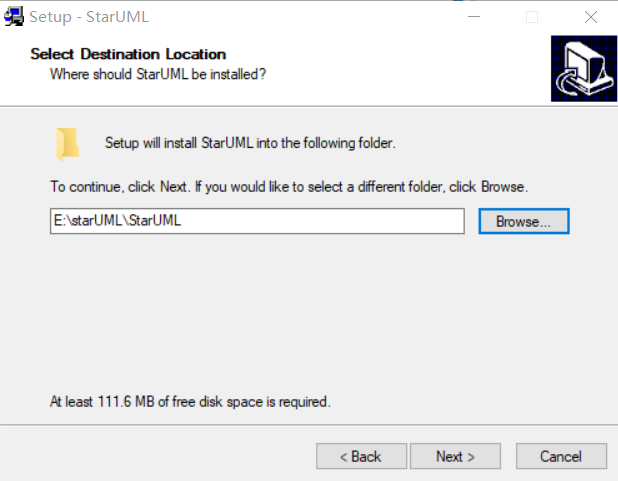 Setup - StarUML
Select Destination Location
Where should StarUML be installed?
Setup will install StarUML into the following folder.
To continue, click Next. If you would like to select a different folder, click Browse.
E:\starUML\StarUML
Browse...
At least 111.6 MB of free disk space is required.
< Back
Next >
Cancel